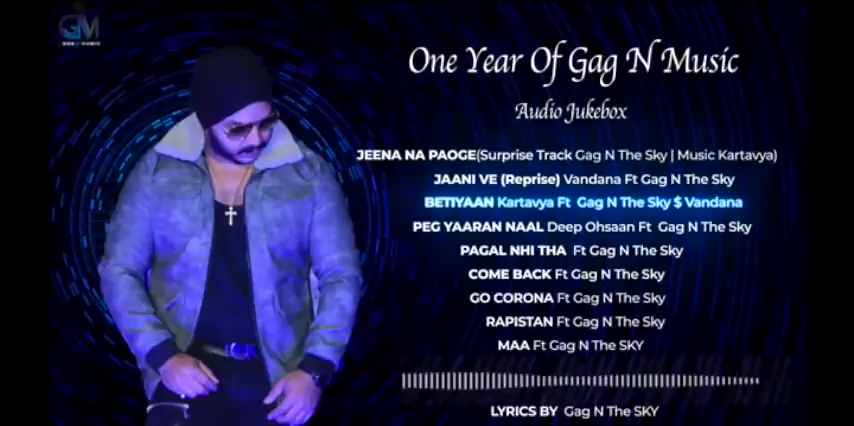 GM
GAG N MUSIC
One Year Of Gag N Music
Audio Jukebox
JEENA NA PAOGE(Surprise Track Gag N The Sky | Music Kartavya)
JAANI VE (Reprise) Vandana Ft Gag N The Sky
BETIYAAN Kartavya Ft Gag N The Sky $ Vandana
PEG YAARAN NAAL Deep Ohsaan Ft Gag N The Sky
PAGAL NHI THA Ft Gag N The Sky
COME BACK Ft Gag N The Sky
GO CORONA Ft Gag N The Sky
RAPISTAN Ft Gag N The Sky
MAA Ft Gag N The SKY
LYRICS BY Gag N The SKY